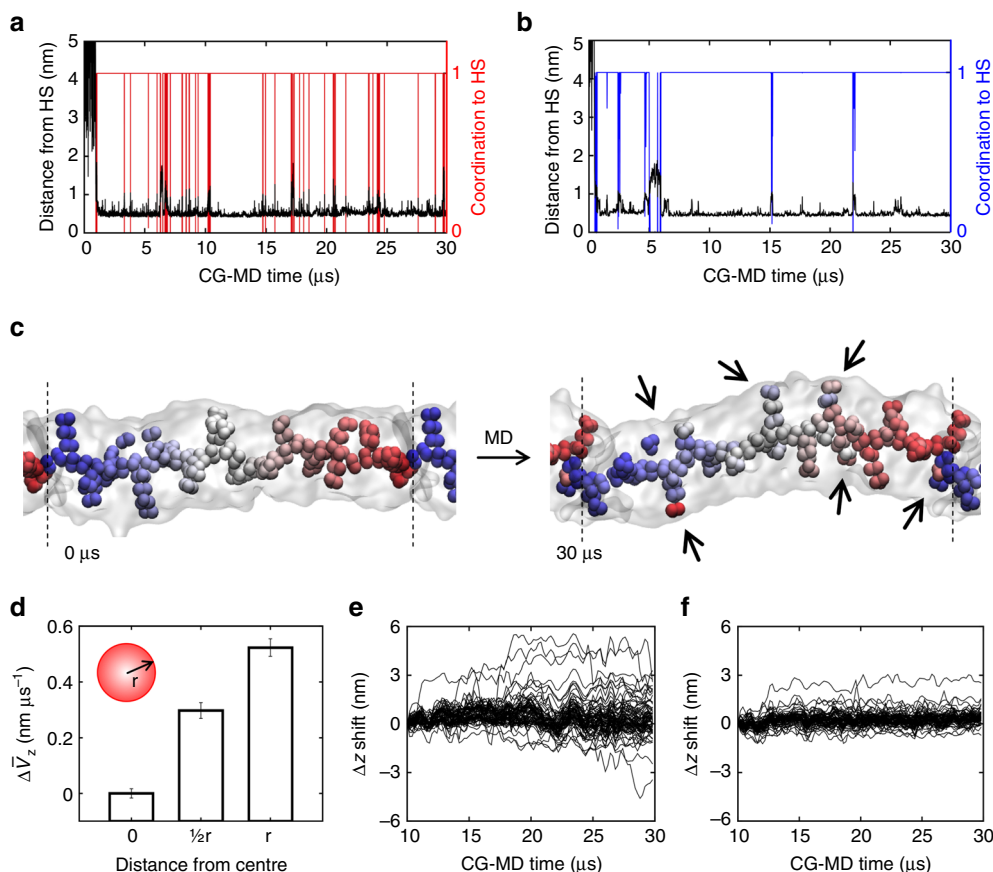 a
Distance from HS (nm)
5
4
3
2
1
0
0
5
10
15
20
25
30
CG-MD time (μs)
1
0
Coordination to HS
b
Distance from HS (nm)
5
4
3
2
1
0
0
5
10
15
20
25
30
CG-MD time (μs)
1
0
Coordination to HS
c
0 μs
MD
30 μs
d
ΔV̄z (nm μs⁻¹)
0.6
0.4
0.2
0
r
0
½r
r
Distance from centre
e
Δz shift (nm)
6
3
0
−3
−6
10
15
20
25
30
CG-MD time (μs)
f
Δz shift (nm)
6
3
0
−3
−6
10
15
20
25
30
CG-MD time (μs)